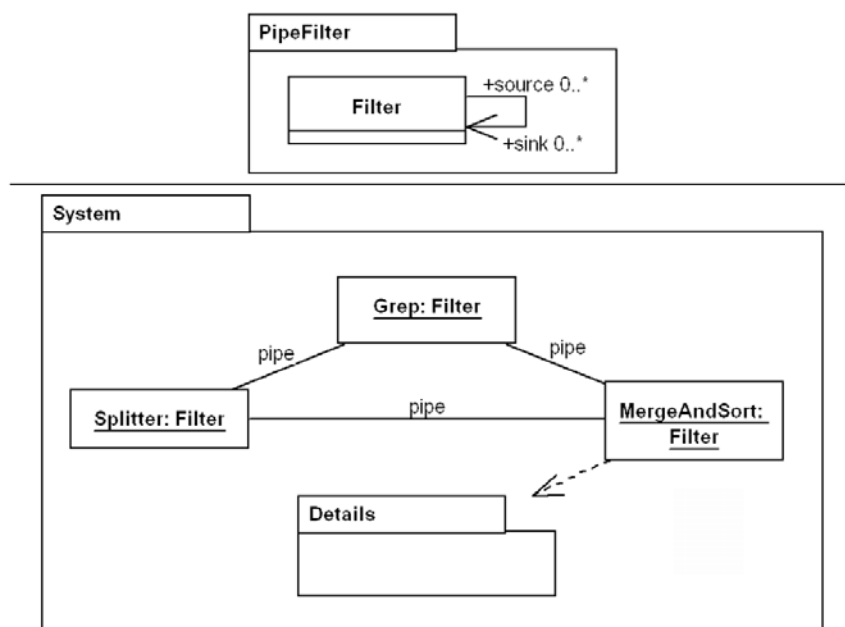 PipeFilter
+source 0..*
Filter
+sink 0..*
System
Grep: Filter
pipe
pipe
Splitter: Filter
pipe
MergeAndSort:
Filter
Details